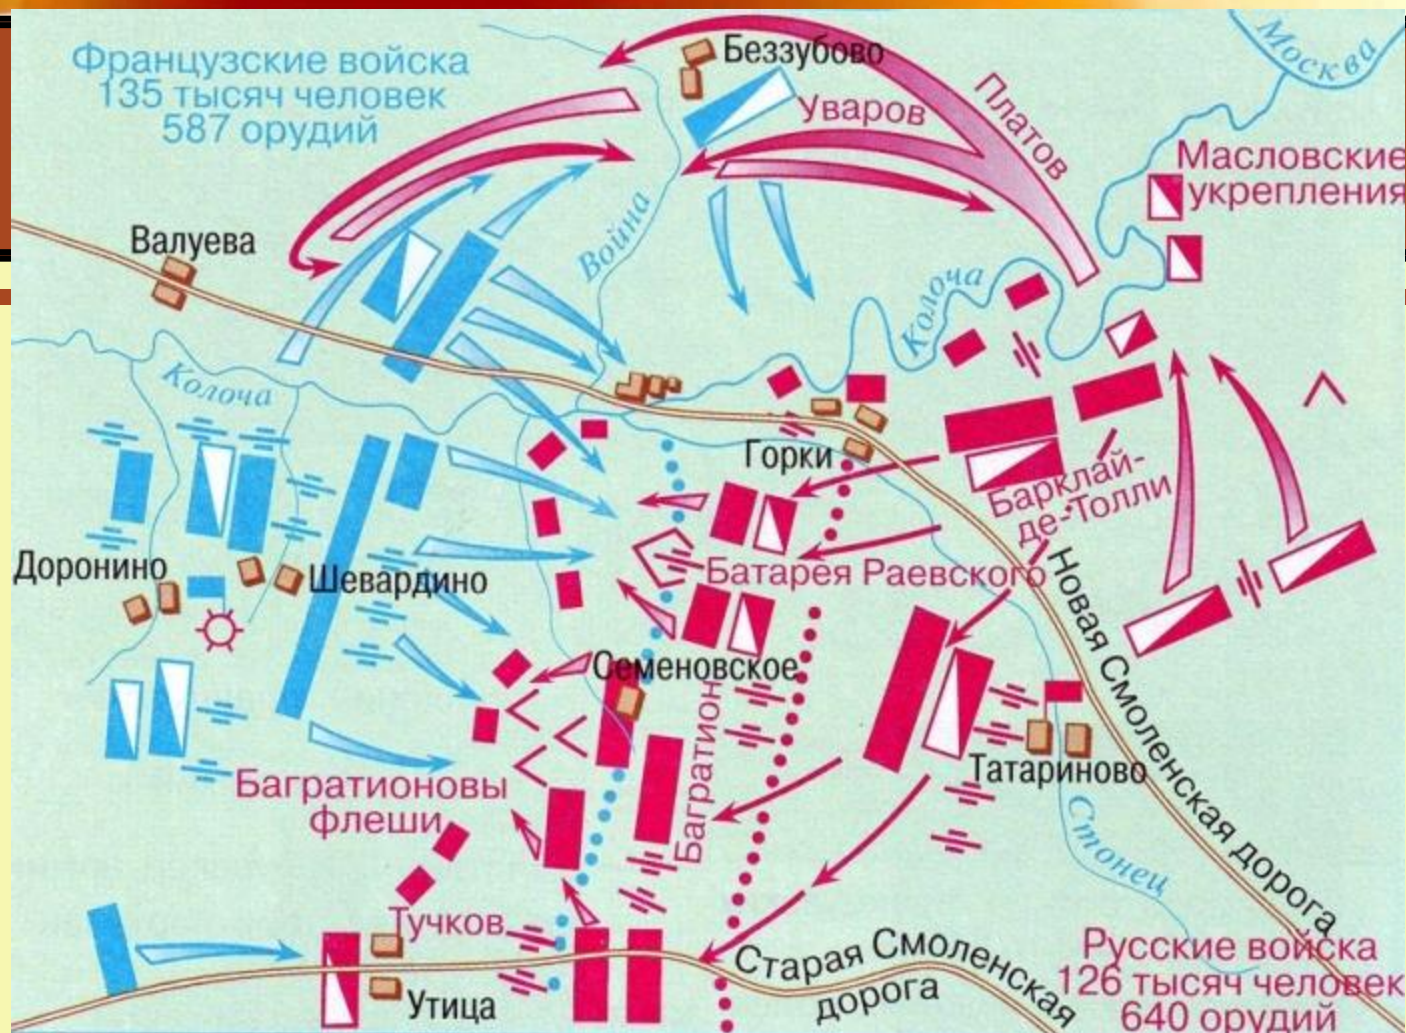 Французские войска
135 тысяч человек
587 орудий
Беззубово
Уваров
Платов
Москва
Масловские
укрепления
Валуева
Война
Колоча
Колоча
Горки
Барклай-
де-Толли
Доронино
Шевардино
Батарея Раевского
Семеновское
Новая Смоленская дорога
Багратион
Татариново
Багратионовы
флеши
Стонец
Тучков
Утица
Старая Смоленская
дорога
Русские войска
126 тысяч человек
640 орудий